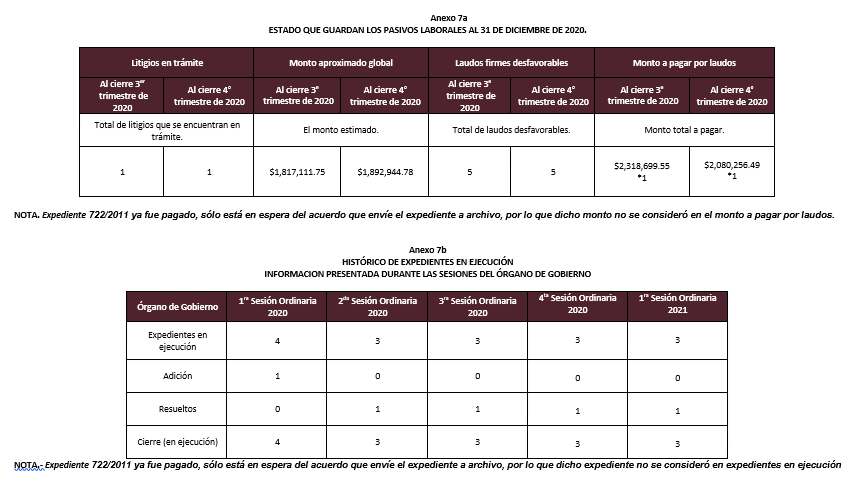 Anexo 7a
ESTADO QUE GUARDAN LOS PASIVOS LABORALES AL 31 DE DICIEMBRE DE 2020.
Litigios en trámite Monto aproximado global Laudos firmes desfavorables Monto a pagar por laudos
Al cierre 3er trimestre de 2020 Al cierre 4° trimestre de 2020 Al cierre 3° trimestre de 2020 Al cierre 4° trimestre de 2020 Al cierre 3° trimestre de 2020 Al cierre 4° trimestre de 2020 Al cierre 3° trimestre de 2020 Al cierre 4° trimestre de 2020
Total de litigios que se encuentran en trámite. El monto estimado. Total de laudos desfavorables. Monto total a pagar.
1 1 $1,817,111.75 $1,892,944.78 5 5 $2,318,699.55 *1 $2,080,256.49 *1
NOTA. Expediente 722/2011 ya fue pagado, sólo está en espera del acuerdo que envíe el expediente a archivo, por lo que dicho monto no se consideró en el monto a pagar por laudos.
Anexo 7b
HISTÓRICO DE EXPEDIENTES EN EJECUCIÓN
INFORMACION PRESENTADA DURANTE LAS SESIONES DEL ÓRGANO DE GOBIERNO
Órgano de Gobierno 1ra Sesión Ordinaria 2020 2da Sesión Ordinaria 2020 3ra Sesión Ordinaria 2020 4ta Sesión Ordinaria 2020 1ra Sesión Ordinaria 2021
Expedientes en ejecución 4 3 3 3 3
Adición 1 0 0 0 0
Resueltos 0 1 1 1 1
Cierre (en ejecución) 4 3 3 3 3
NOTA.- Expediente 722/2011 ya fue pagado, sólo está en espera del acuerdo que envíe el expediente a archivo, por lo que dicho expediente no se consideró en expedientes en ejecución